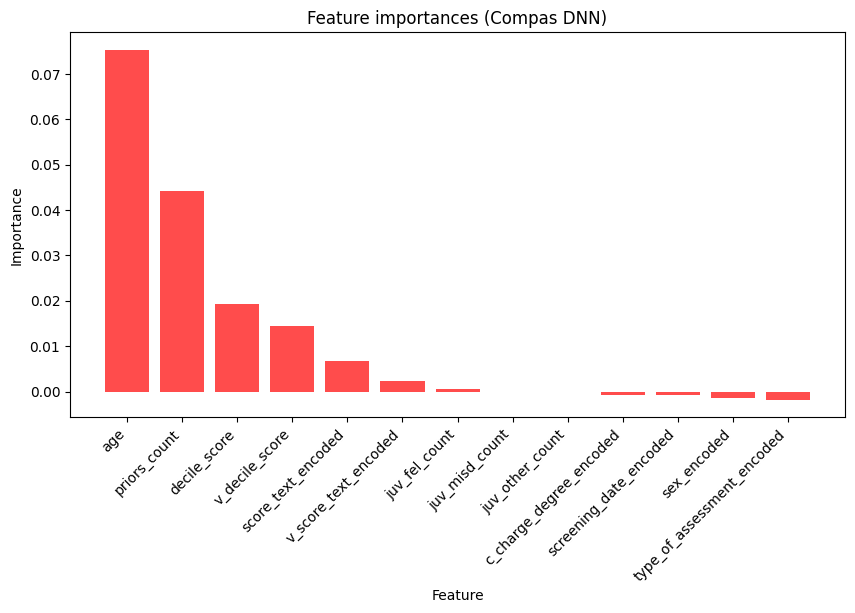 Feature importances (Compas DNN)
Importance
0.07
0.06
0.05
0.04
0.03
0.02
0.01
0.00
age
priors_count
decile_score
v_decile_score
score_text_encoded
v_score_text_encoded
juv_fel_count
juv_misd_count
juv_other_count
c_charge_degree_encoded
screening_date_encoded
sex_encoded
type_of_assessment_encoded
Feature